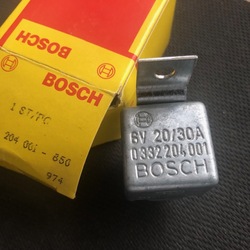 BOSCH
BOSCH
1 ST./PC.
204 001 - 850
974
6V 20/30A
0 332 204 001
BOSCH